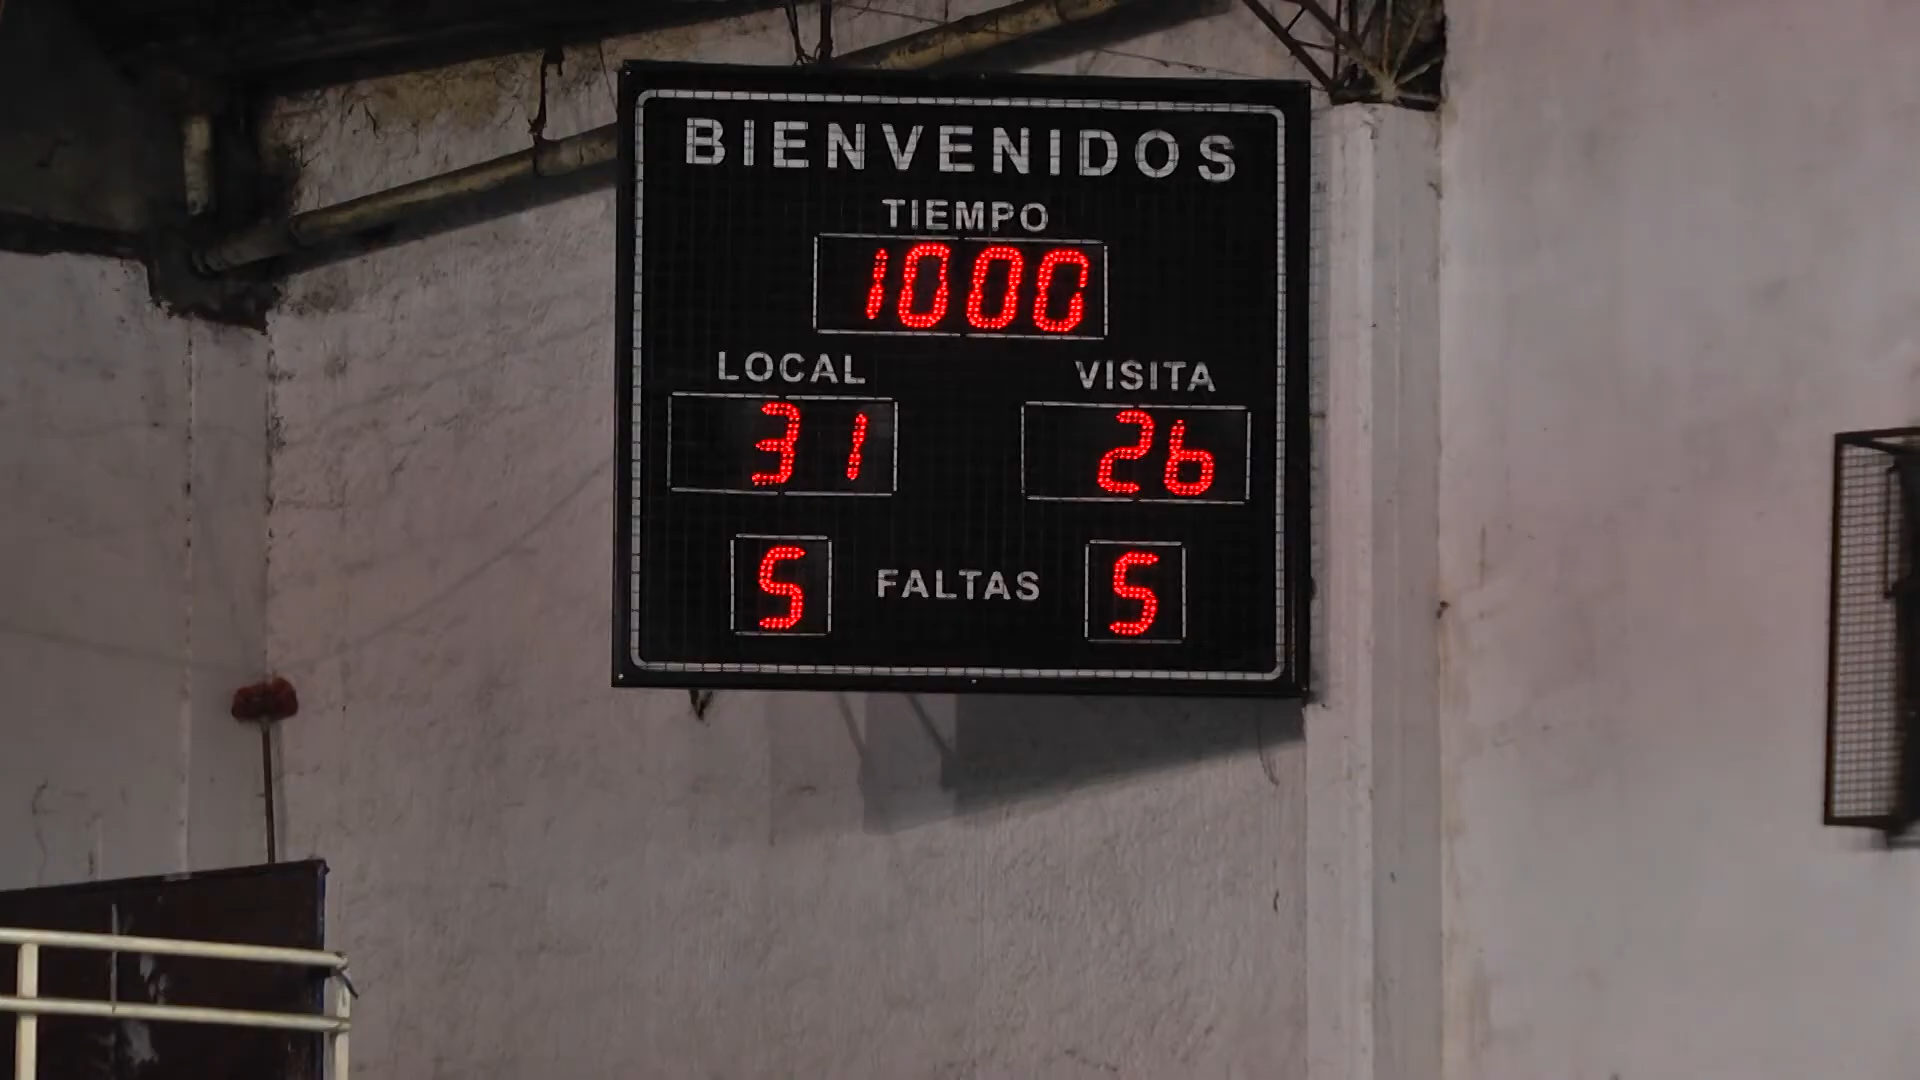 BIENVENIDOS
TIEMPO
1000
LOCAL VISITA
31 26
5 FALTAS 5